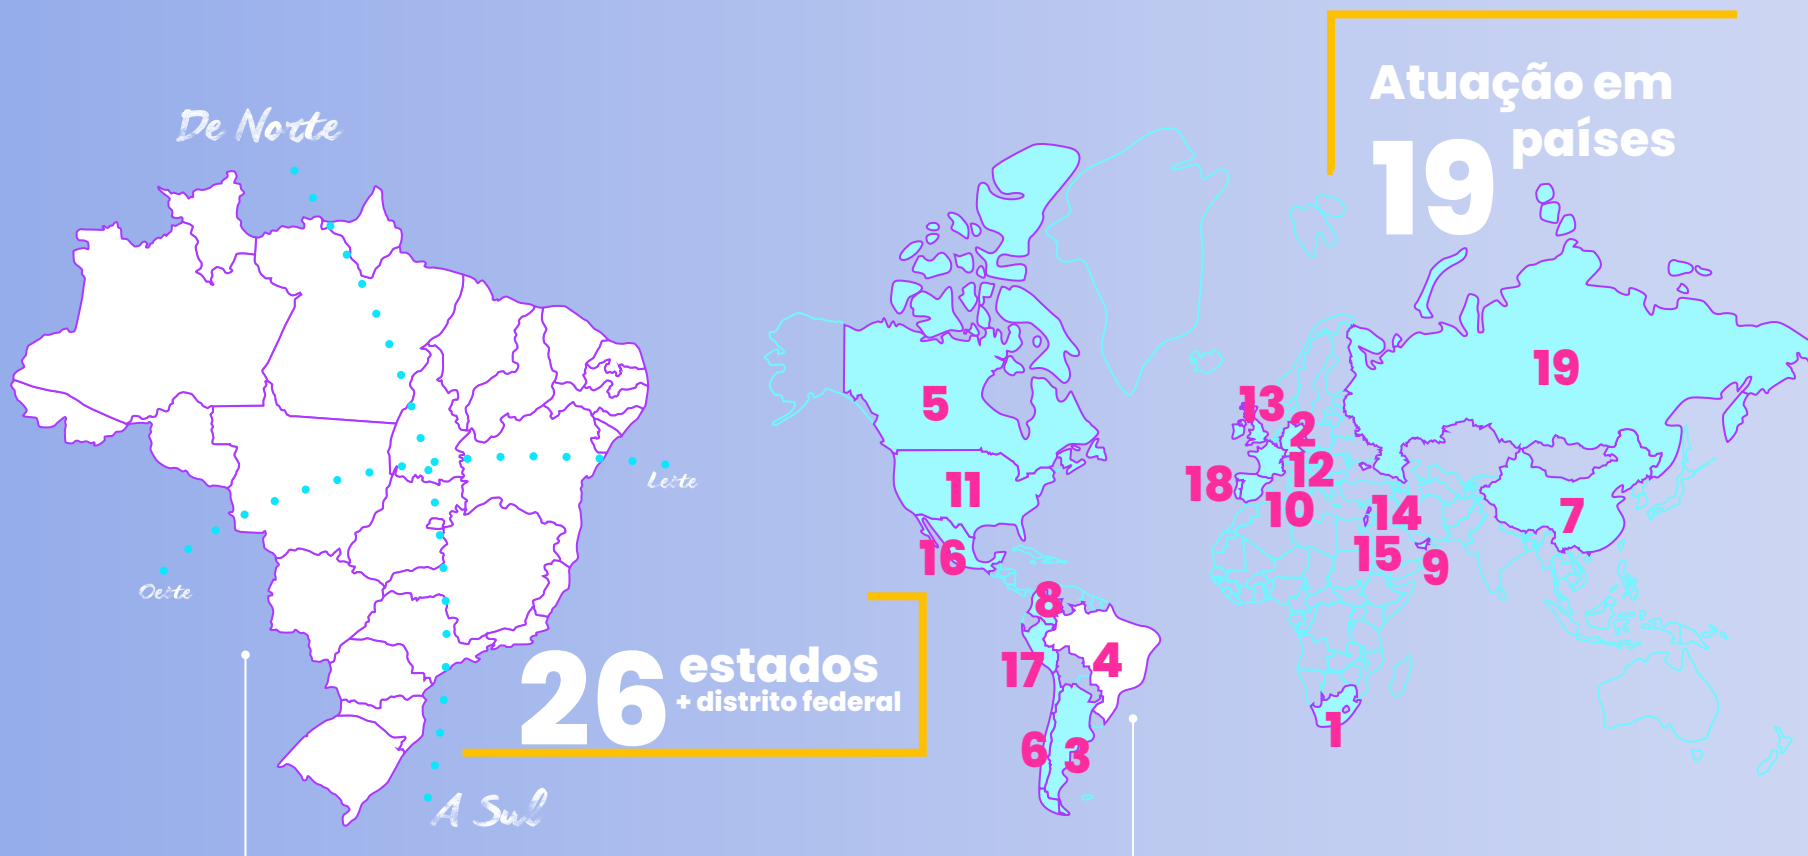 De Norte
Leste
Oeste
A Sul
26 estados
+ distrito federal
Atuação em
19 países
19
5
13
2
11
18
12
10
14
7
16
15
9
8
17
4
1
6
3